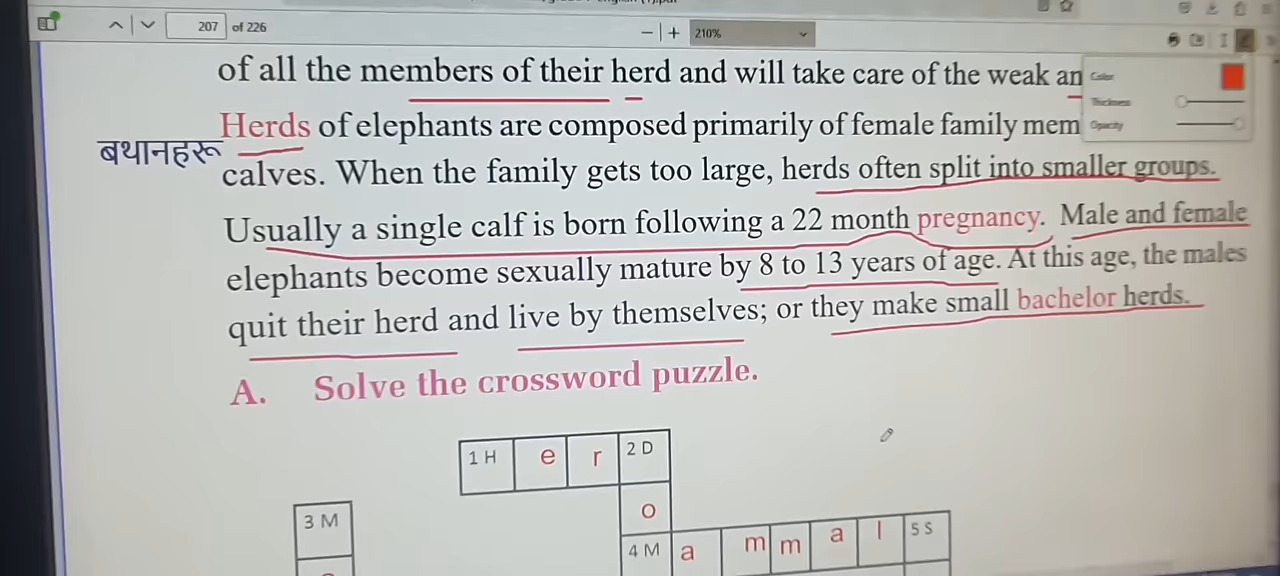 207 of 226
210%
Color
Thickness
Opacity
of all the members of their herd and will take care of the weak an
Herds of elephants are composed primarily of female family mem
बथानहरू
calves. When the family gets too large, herds often split into smaller groups.
Usually a single calf is born following a 22 month pregnancy. Male and female
elephants become sexually mature by 8 to 13 years of age. At this age, the males
quit their herd and live by themselves; or they make small bachelor herds.
A. Solve the crossword puzzle.
1 H e r 2 D
3 M o
4 M a m m a l 5 S